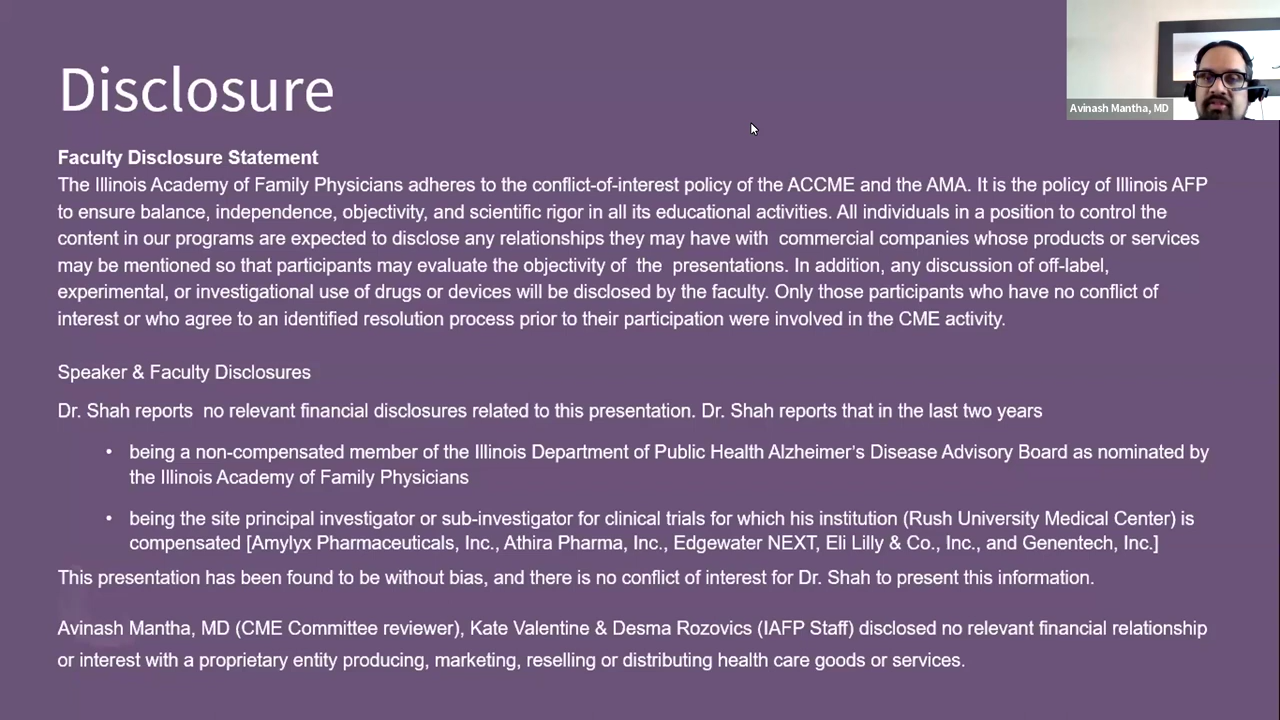 Disclosure
Avinash Mantha, MD
Faculty Disclosure Statement
The Illinois Academy of Family Physicians adheres to the conflict-of-interest policy of the ACCME and the AMA. It is the policy of Illinois AFP
to ensure balance, independence, objectivity, and scientific rigor in all its educational activities. All individuals in a position to control the
content in our programs are expected to disclose any relationships they may have with  commercial companies whose products or services
may be mentioned so that participants may evaluate the objectivity of  the  presentations. In addition, any discussion of off-label,
experimental, or investigational use of drugs or devices will be disclosed by the faculty. Only those participants who have no conflict of
interest or who agree to an identified resolution process prior to their participation were involved in the CME activity.
Speaker & Faculty Disclosures
Dr. Shah reports  no relevant financial disclosures related to this presentation. Dr. Shah reports that in the last two years
• being a non-compensated member of the Illinois Department of Public Health Alzheimer's Disease Advisory Board as nominated by
the Illinois Academy of Family Physicians
• being the site principal investigator or sub-investigator for clinical trials for which his institution (Rush University Medical Center) is
compensated [Amylyx Pharmaceuticals, Inc., Athira Pharma, Inc., Edgewater NEXT, Eli Lilly & Co., Inc., and Genentech, Inc.]
This presentation has been found to be without bias, and there is no conflict of interest for Dr. Shah to present this information.
Avinash Mantha, MD (CME Committee reviewer), Kate Valentine & Desma Rozovics (IAFP Staff) disclosed no relevant financial relationship
or interest with a proprietary entity producing, marketing, reselling or distributing health care goods or services.